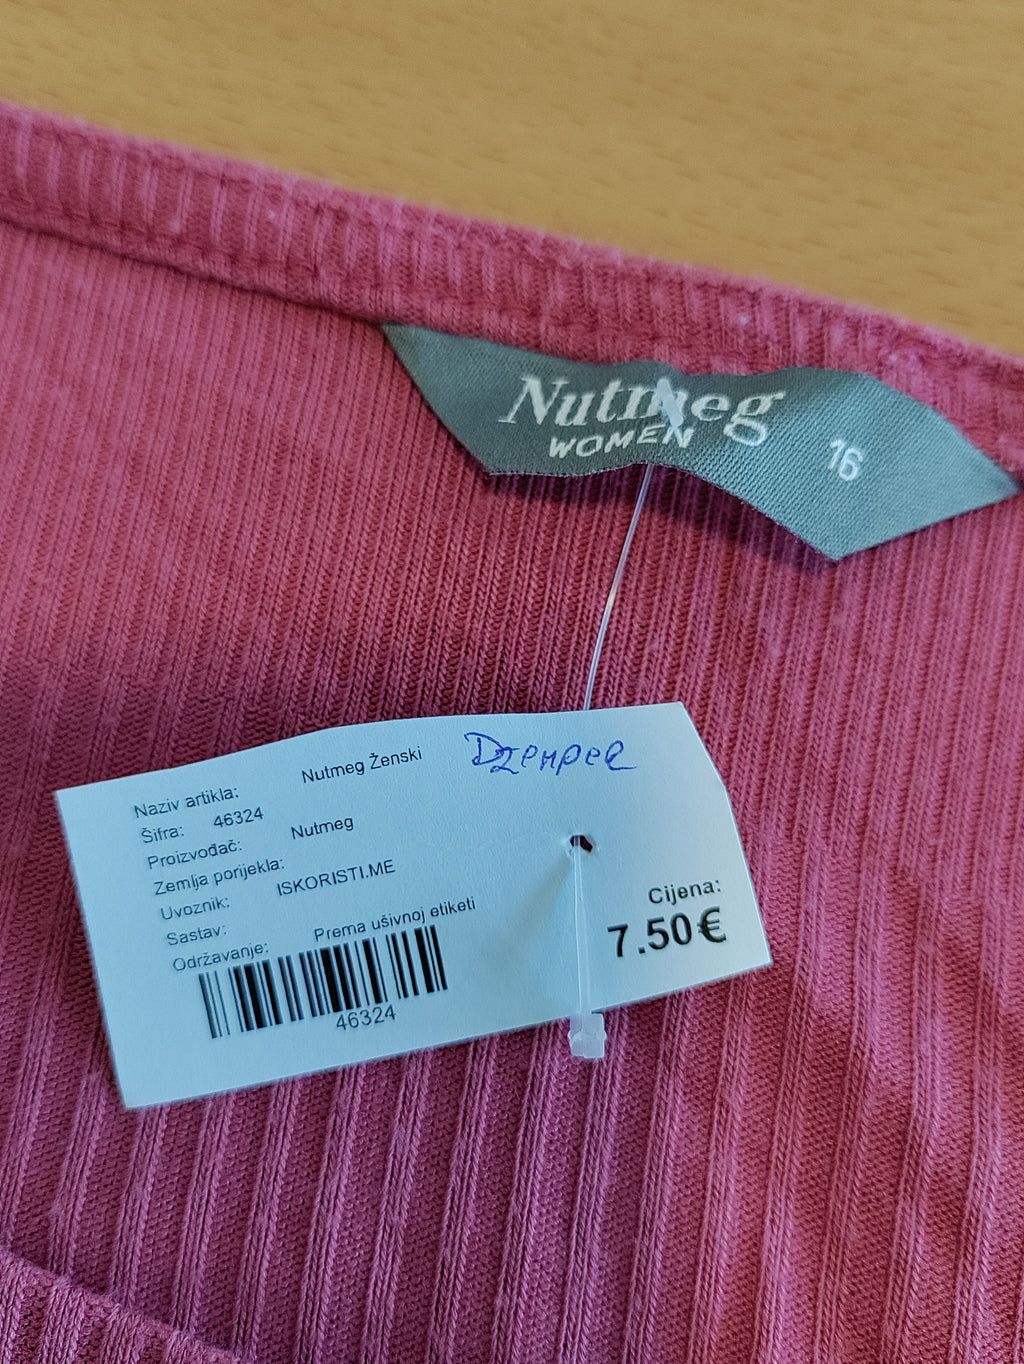 Nutmeg
WOMEN
16
Naziv artikla: Nutmeg Ženski Dzemper
Šifra: 46324
Proizvođač: Nutmeg
Zemlja porijekla:
Uvoznik: ISKORISTI.ME
Sastav:
Održavanje: Prema ušivnoj etiketi
46324
Cijena:
7.50€